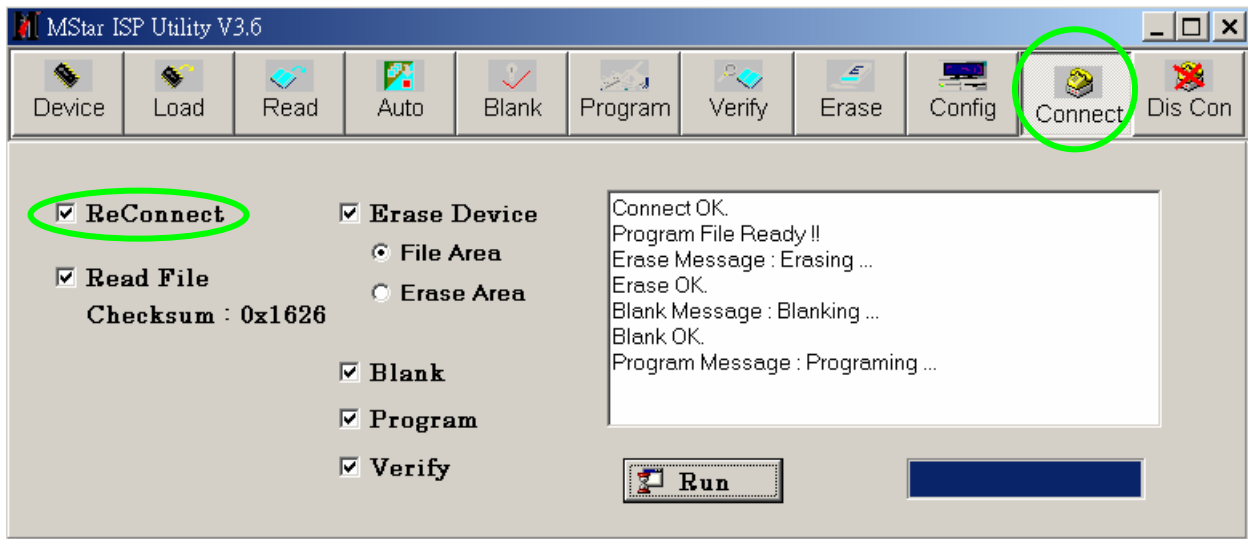 MStar ISP Utility V3.6
Device Load Read Auto Blank Program Verify Erase Config Connect Dis Con
ReConnect
Read File
Checksum : 0x1626
Erase Device
File Area
Erase Area
Blank
Program
Verify
Connect OK.
Program File Ready !!
Erase Message : Erasing ...
Erase OK.
Blank Message : Blanking ...
Blank OK.
Program Message : Programing ...
Run